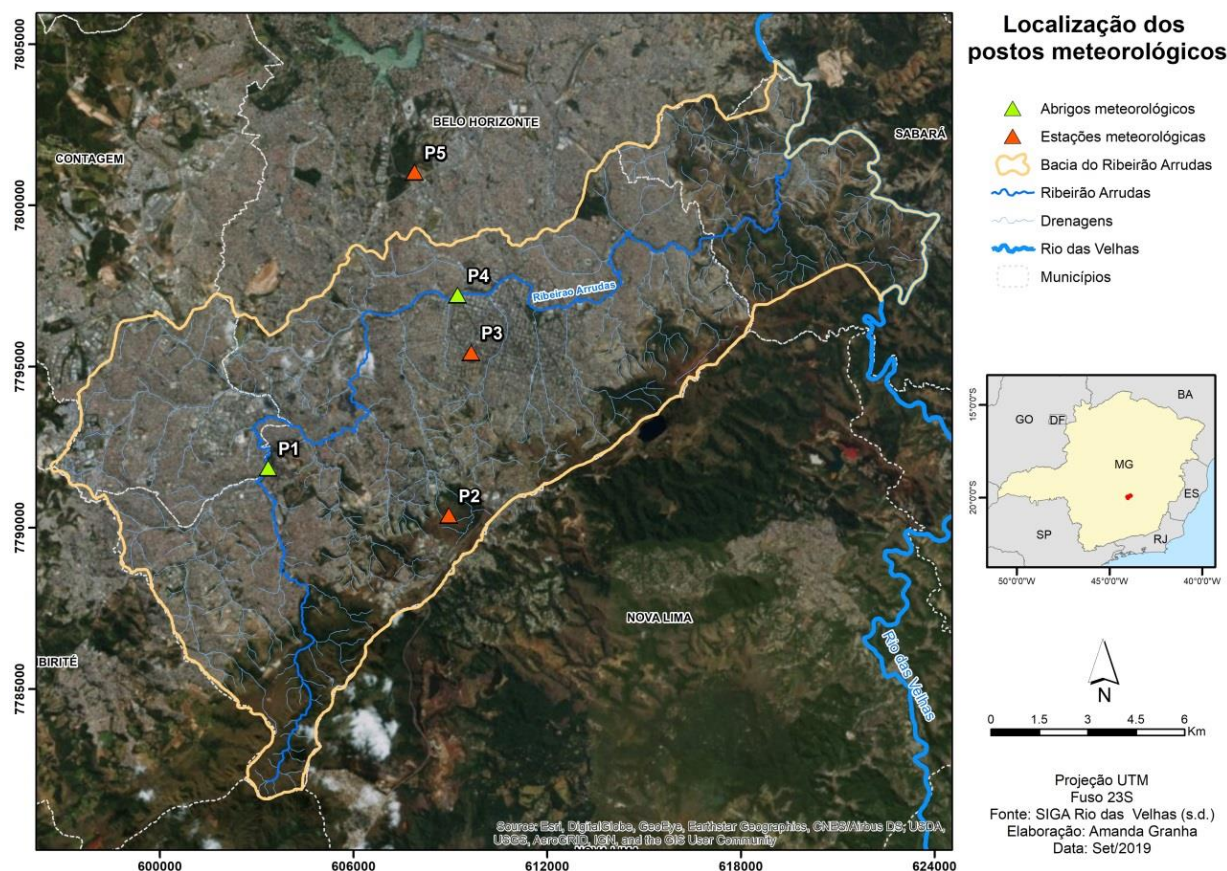 Localização dos
postos meteorológicos
Abrigos meteorológicos
Estações meteorológicas
Bacia do Ribeirão Arrudas
Ribeirão Arrudas
Drenagens
Rio das Velhas
Municípios
7805000
7800000
7795000
7790000
7785000
BELO HORIZONTE
SABARÁ
CONTAGEM
P5
P4
Ribeirao Arrudas
P3
P1
P2
NOVA LIMA
IBIRITÉ
Rio das Velhas
Source: Esri, DigitalGlobe, GeoEye, Earthstar Geographics, CNES/Airbus DS, USDA,
USGS, AeroGRID, IGN, and the GIS User Community
600000
606000
612000
618000
624000
15°0'0"S
20°0'0"S
GO
DF
BA
MG
ES
SP
RJ
50°0'0"W
45°0'0"W
40°0'0"W
N
0 1.5 3 4.5 6
Km
Projeção UTM
Fuso 23S
Fonte: SIGA Rio das Velhas (s.d.)
Elaboração: Amanda Granha
Data: Set/2019